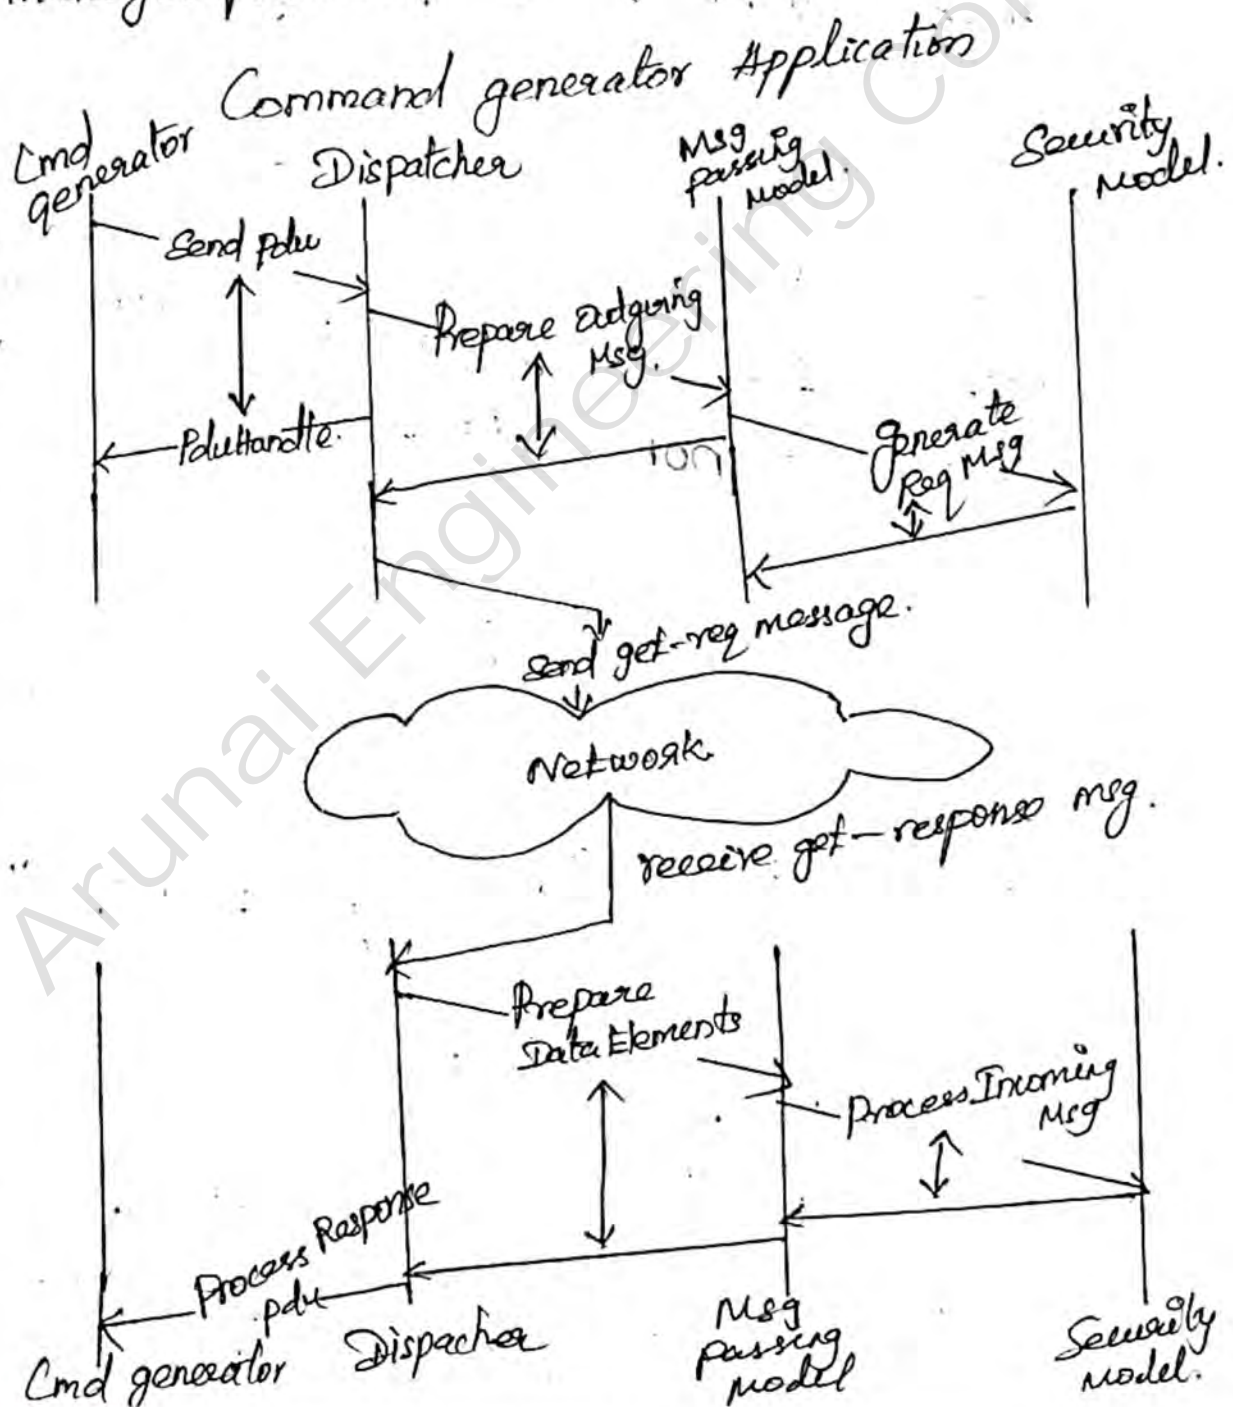 Command generator Application
Cmd
generator
Dispatcher
Msg
passing
Model.
Security
Model.
Send Pdu
Prepare Outgoing
Msg.
PduHandle.
generate
Req Msg
send get-req message.
Network.
receive get-response msg.
Prepare
Data Elements
Process Incoming
Msg
Process Response
pdu
Cmd generator
Dispacher
Msg
passing
Model
Security
Model.
Arunai Engineering